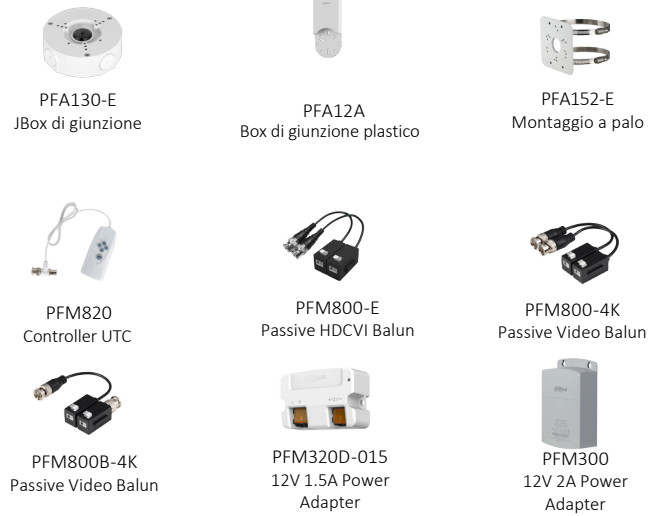 PFA130-E
JBox di giunzione
PFA12A
Box di giunzione plastico
PFA152-E
Montaggio a palo
PFM820
Controller UTC
PFM800-E
Passive HDCVI Balun
PFM800-4K
Passive Video Balun
PFM800B-4K
Passive Video Balun
PFM320D-015
12V 1.5A Power
Adapter
PFM300
12V 2A Power
Adapter